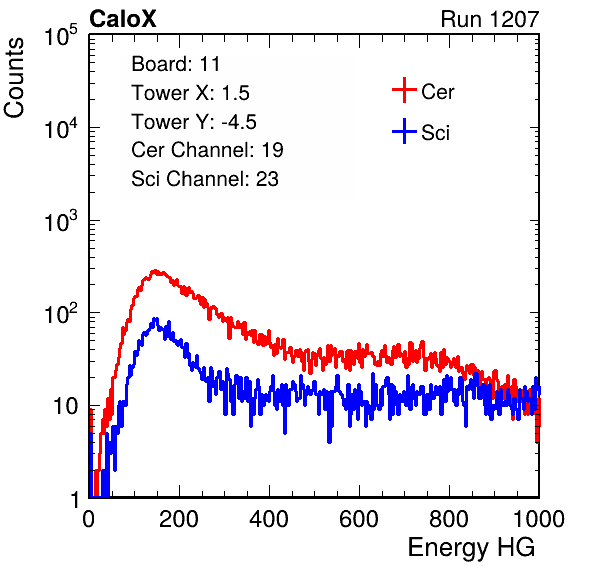 CaloX Run 1207
Counts
Board: 11
Tower X: 1.5
Tower Y: -4.5
Cer Channel: 19
Sci Channel: 23
Cer
Sci
10^5
10^4
10^3
10^2
10
1
0 200 400 600 800 1000
Energy HG